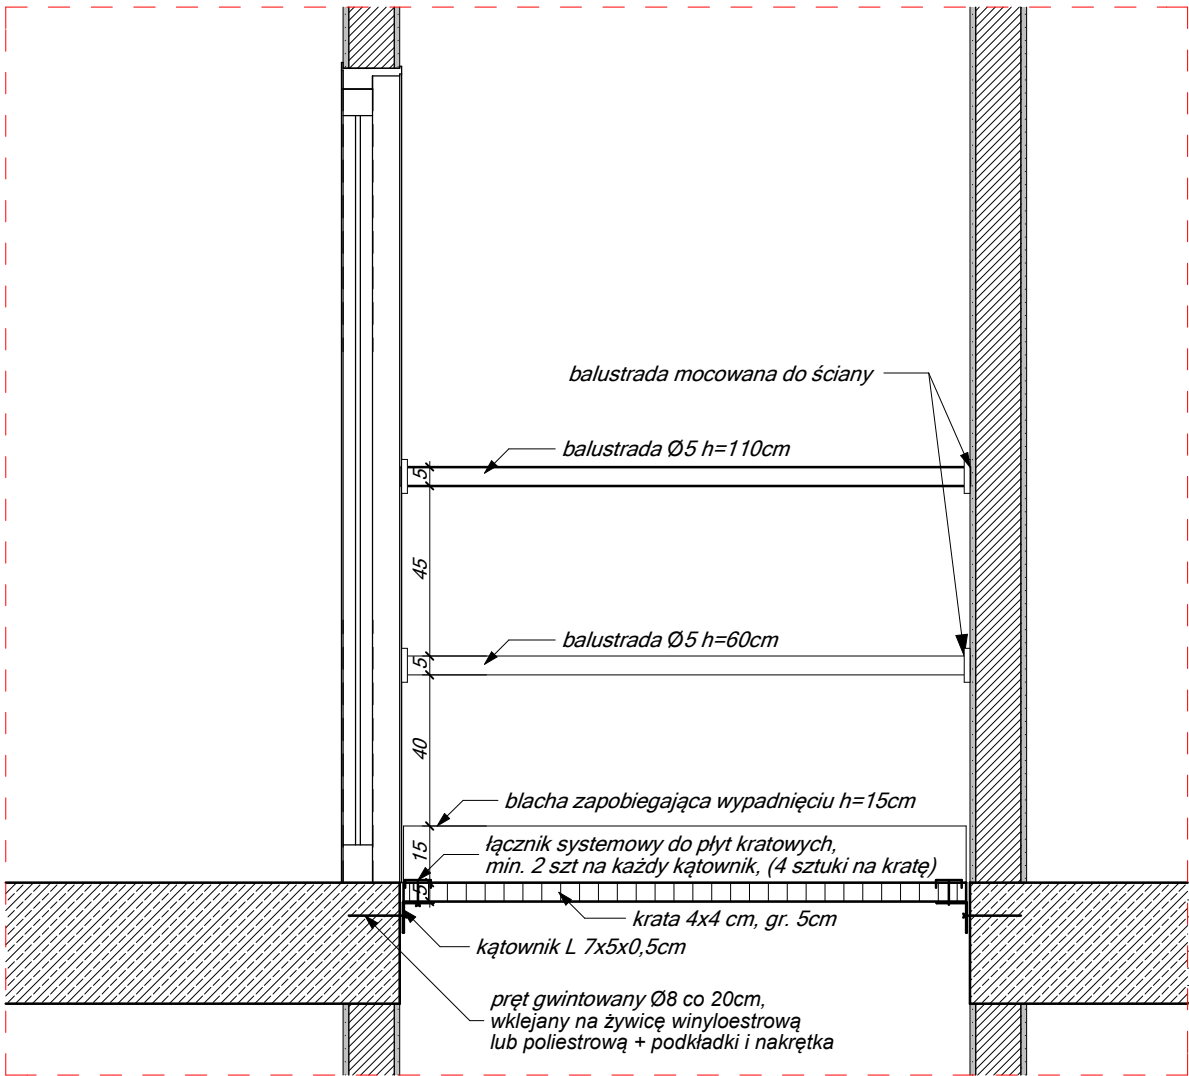 balustrada mocowana do ściany
balustrada Ø5 h=110cm
5
45
balustrada Ø5 h=60cm
5
40
blacha zapobiegająca wypadnięciu h=15cm
15
łącznik systemowy do płyt kratowych,
min. 2 szt na każdy kątownik, (4 sztuki na kratę)
5
krata 4x4 cm, gr. 5cm
kątownik L 7x5x0,5cm
pręt gwintowany Ø8 co 20cm,
wklejany na żywicę winyloestrową
lub poliestrową + podkładki i nakrętka